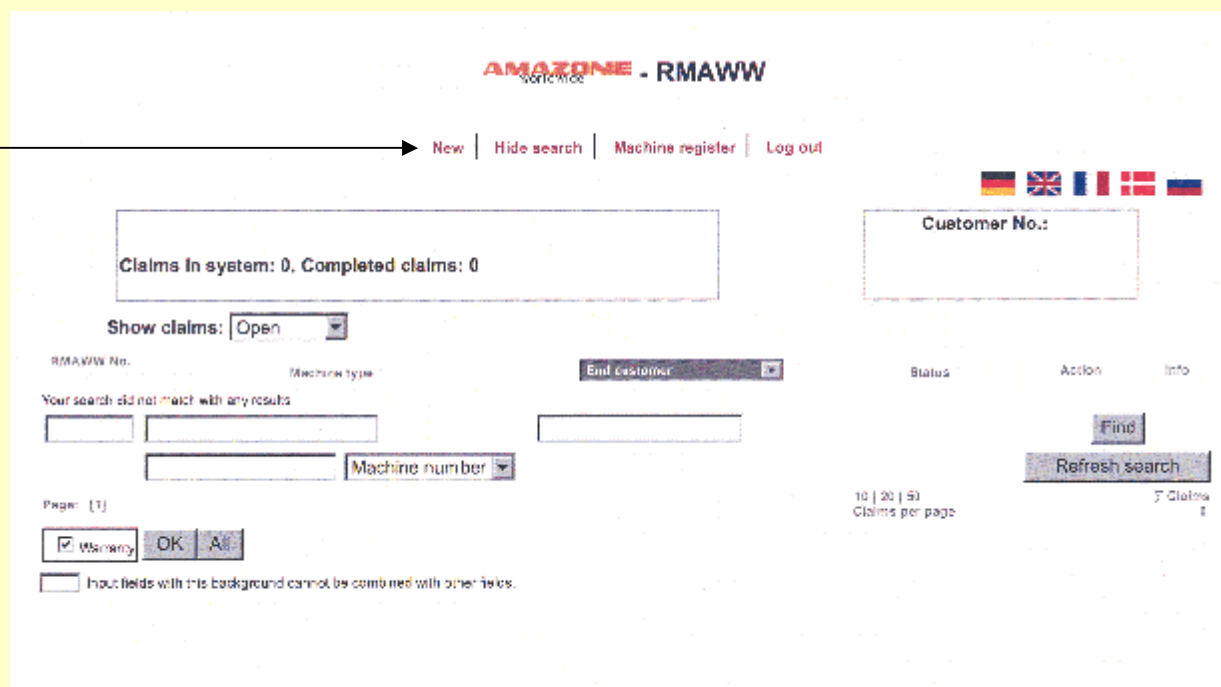 AMAZONE - RMAWW
worldwide
New | Hide search | Machine register | Log out
Customer No.:
Claims in system: 0, Completed claims: 0
Show claims: Open
RMAWW No. Machine type End customer Status Action Info
Your search did not match with any results
Find
Machine number Refresh search
Page: [1] 10 | 20 | 50 ∑ Claims
Claims per page
Warranty OK All
Input fields with this background cannot be combined with other fields.